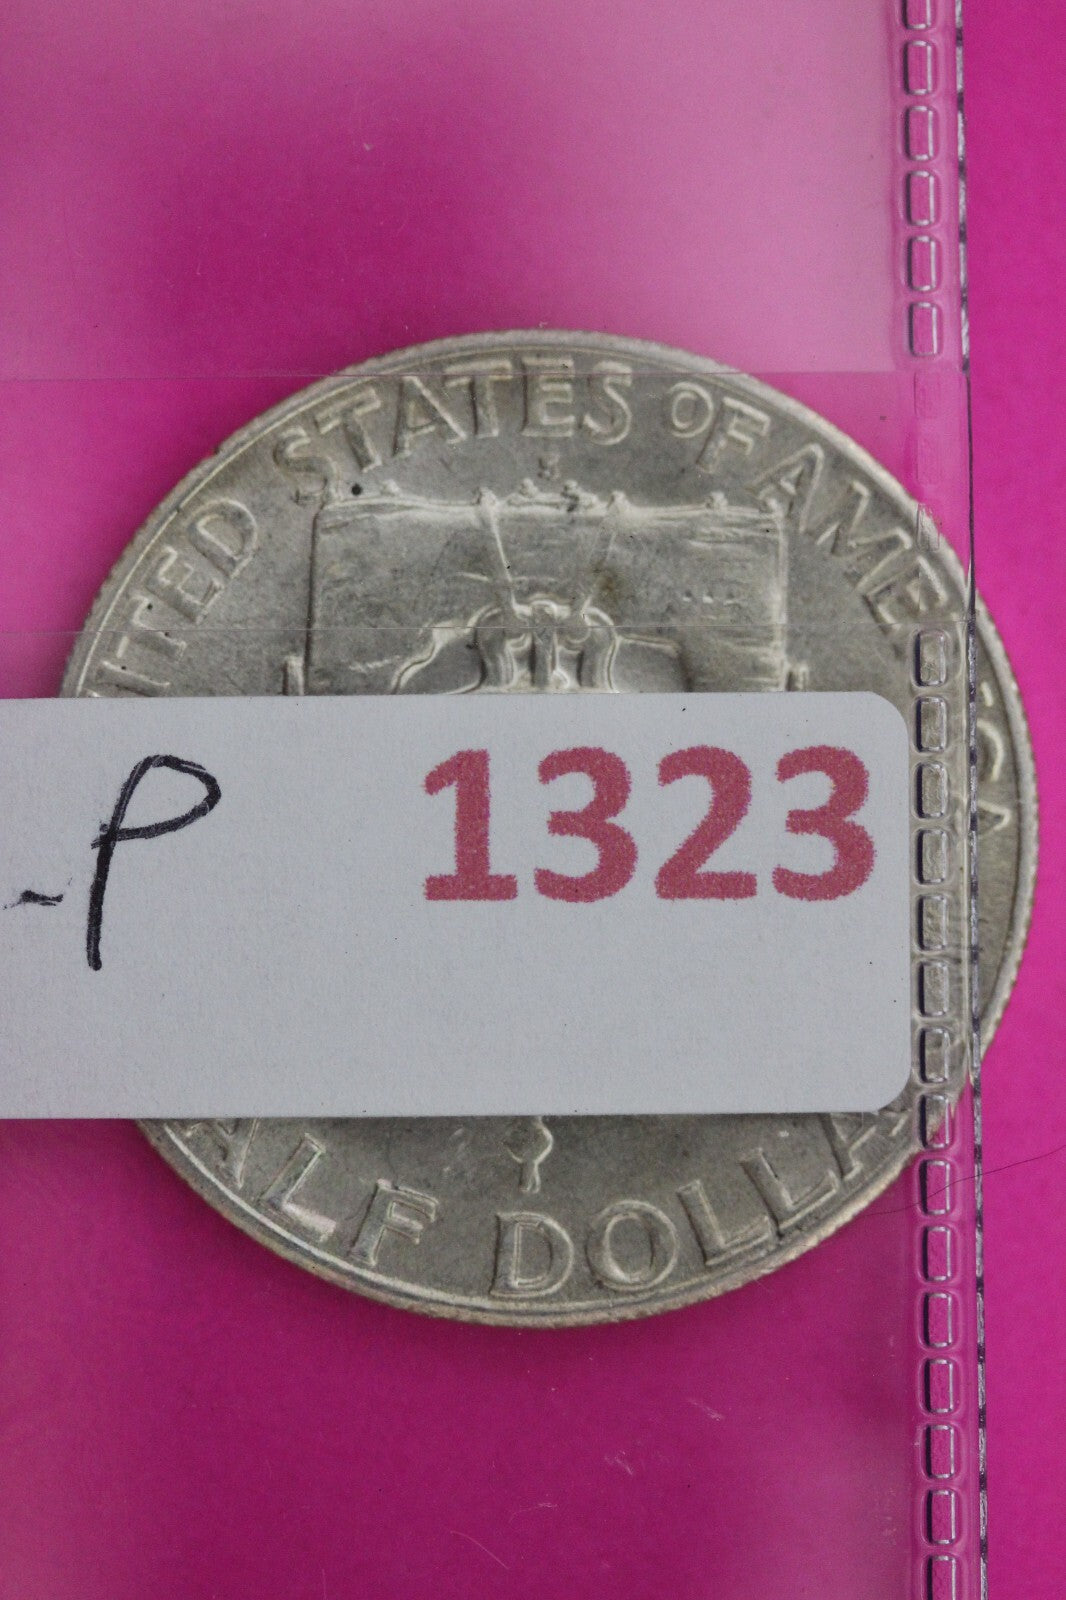 UNITED STATES OF AMERICA
-P 1323
HALF DOLLAR